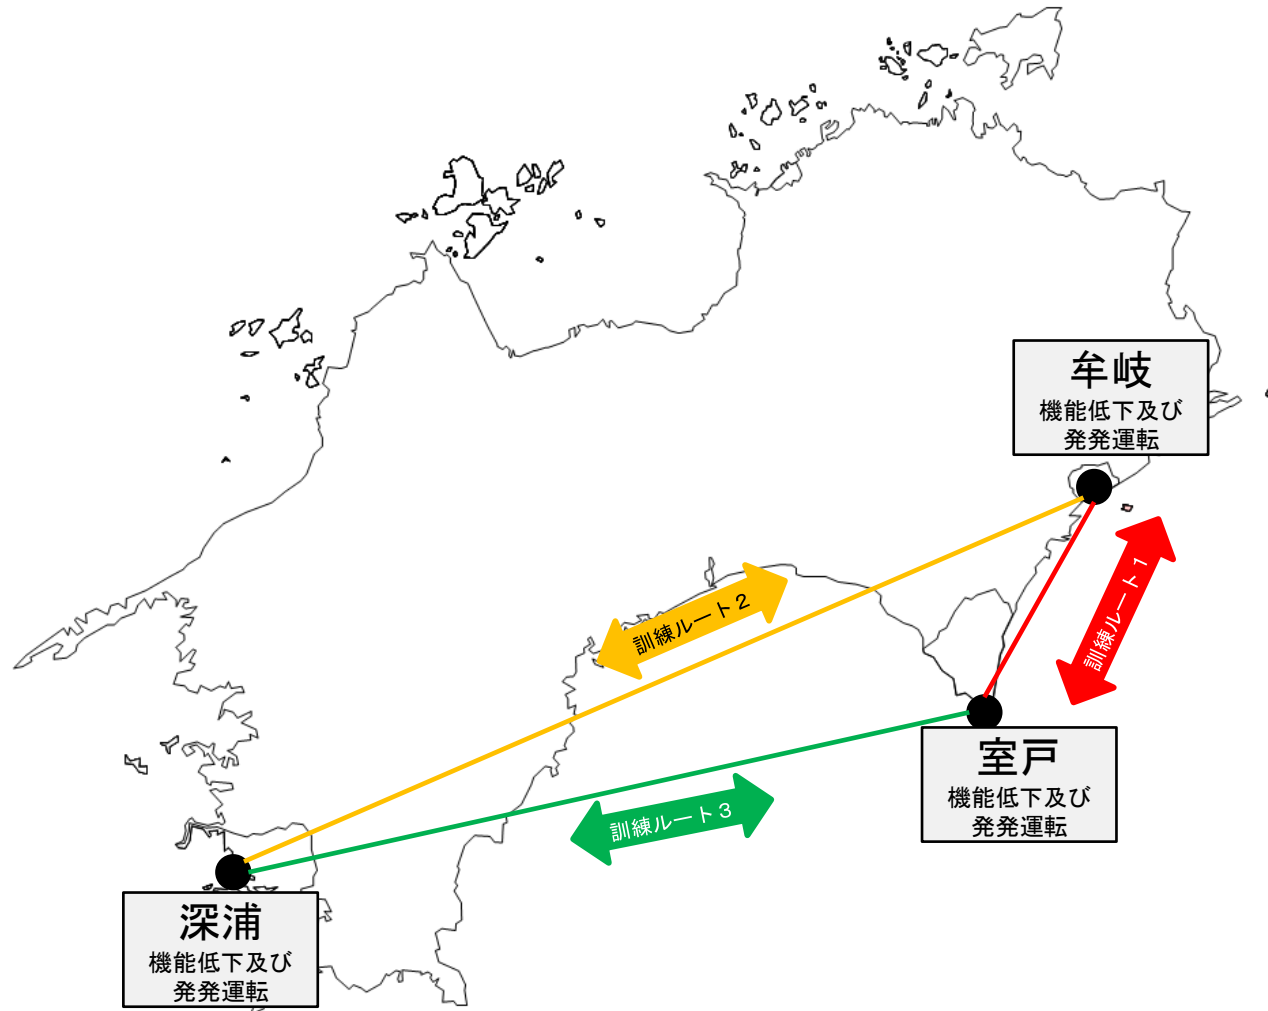 牟岐
機能低下及び
発発運転
訓練ルート1
訓練ルート2
訓練ルート3
室戸
機能低下及び
発発運転
深浦
機能低下及び
発発運転